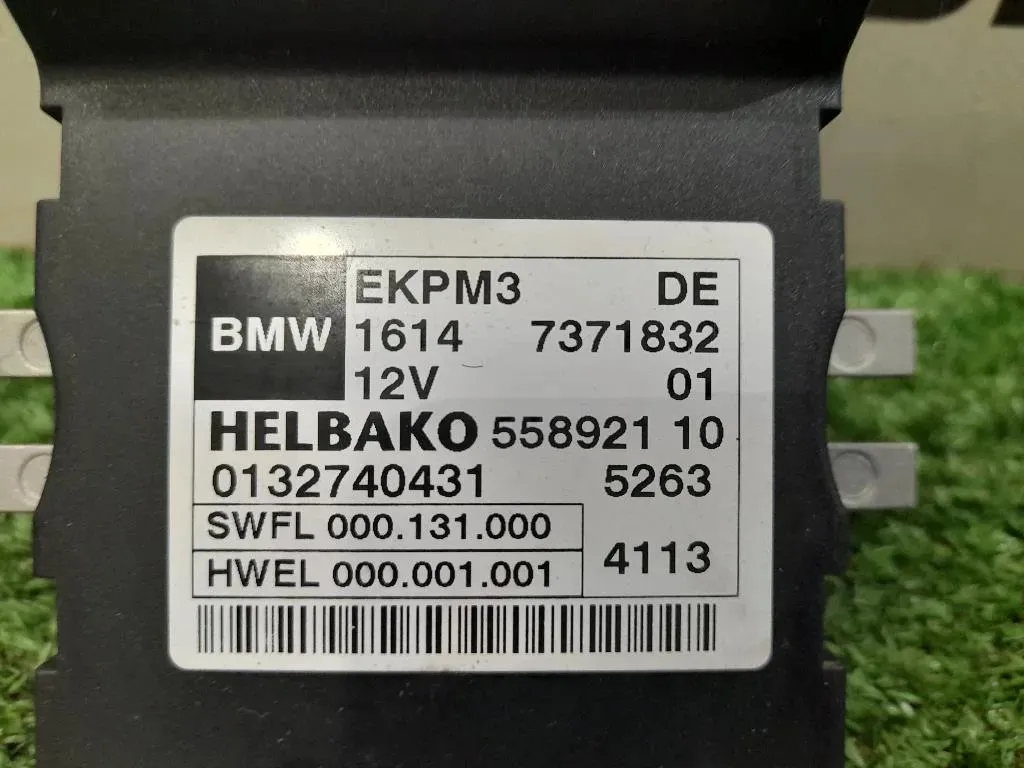 EKPM3 DE
BMW 1614 7371832
12V 01
HELBAKO 558921 10
0132740431 5263
SWFL 000.131.000
4113
HWEL 000.001.001